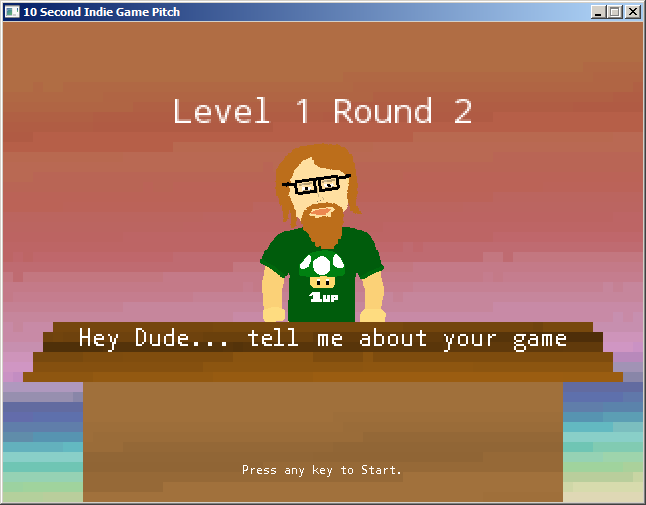 10 Second Indie Game Pitch
Level 1 Round 2
1UP
Hey Dude... tell me about your game
Press any key to Start.